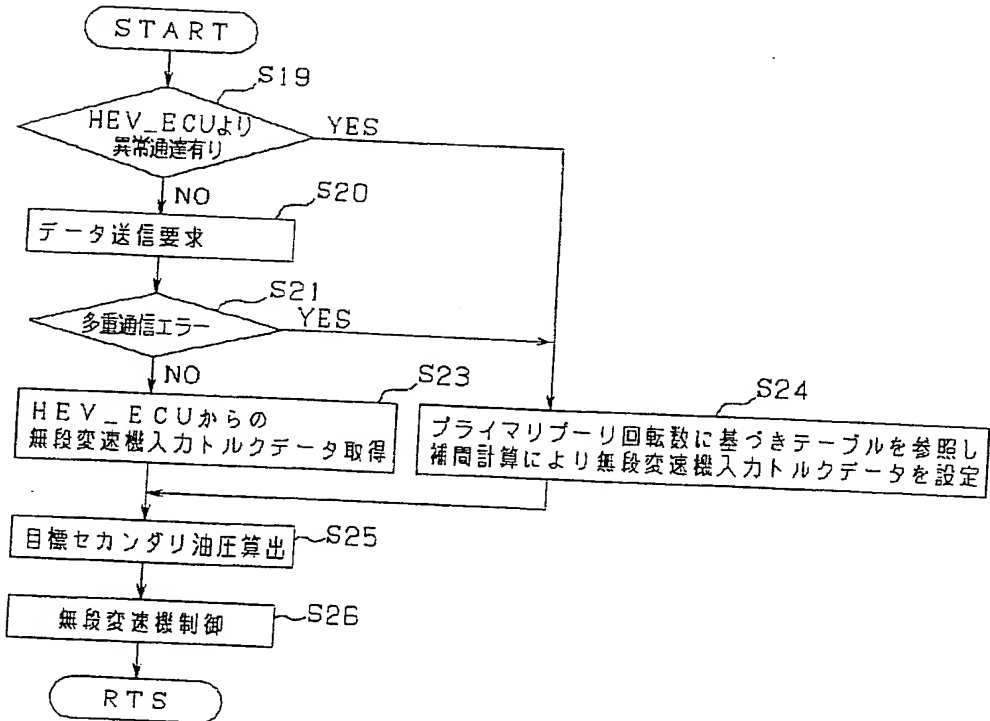 START
S19
HEV_ECUより
異常通達有り
YES
NO
S20
データ送信要求
S21
多重通信エラー
YES
NO
S23
HEV_ECUからの
無段変速機入力トルクデータ取得
S24
プライマリプーリ回転数に基づきテーブルを参照し
補間計算により無段変速機入力トルクデータを設定
目標セカンダリ油圧算出
S25
無段変速機制御
S26
RTS